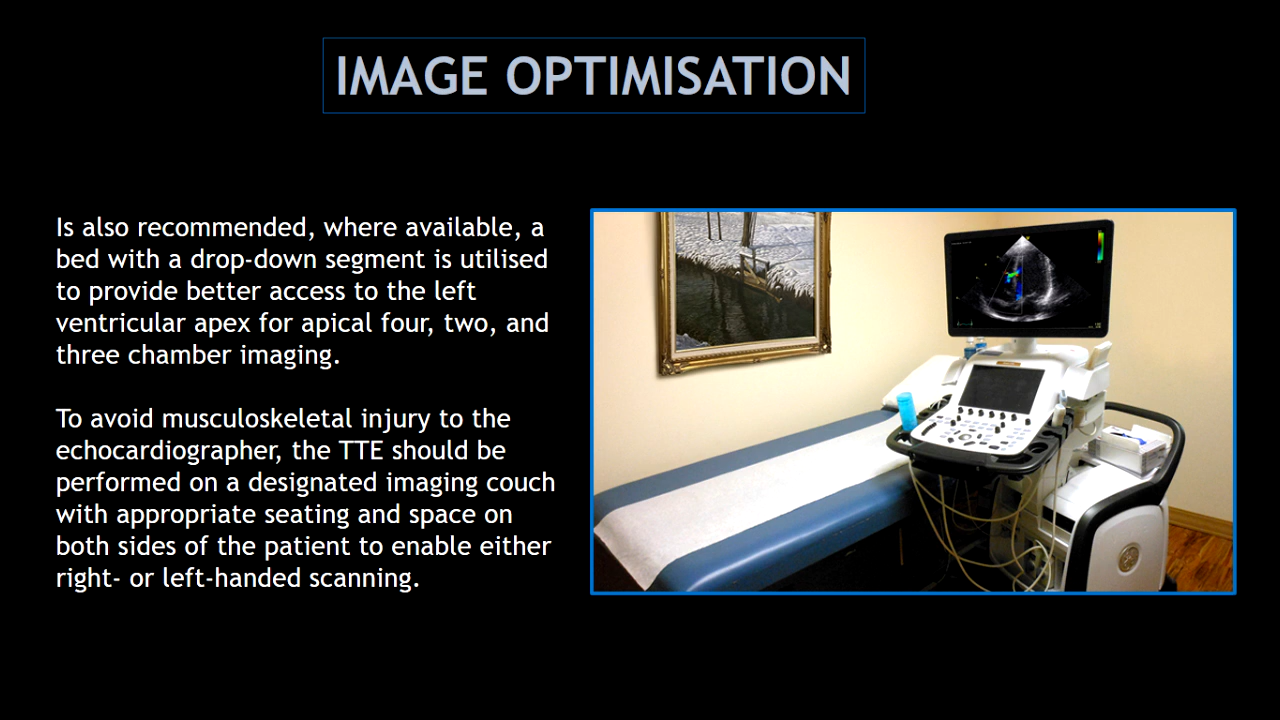 IMAGE OPTIMISATION
Is also recommended, where available, a
bed with a drop-down segment is utilised
to provide better access to the left
ventricular apex for apical four, two, and
three chamber imaging.
To avoid musculoskeletal injury to the
echocardiographer, the TTE should be
performed on a designated imaging couch
with appropriate seating and space on
both sides of the patient to enable either
right- or left-handed scanning.